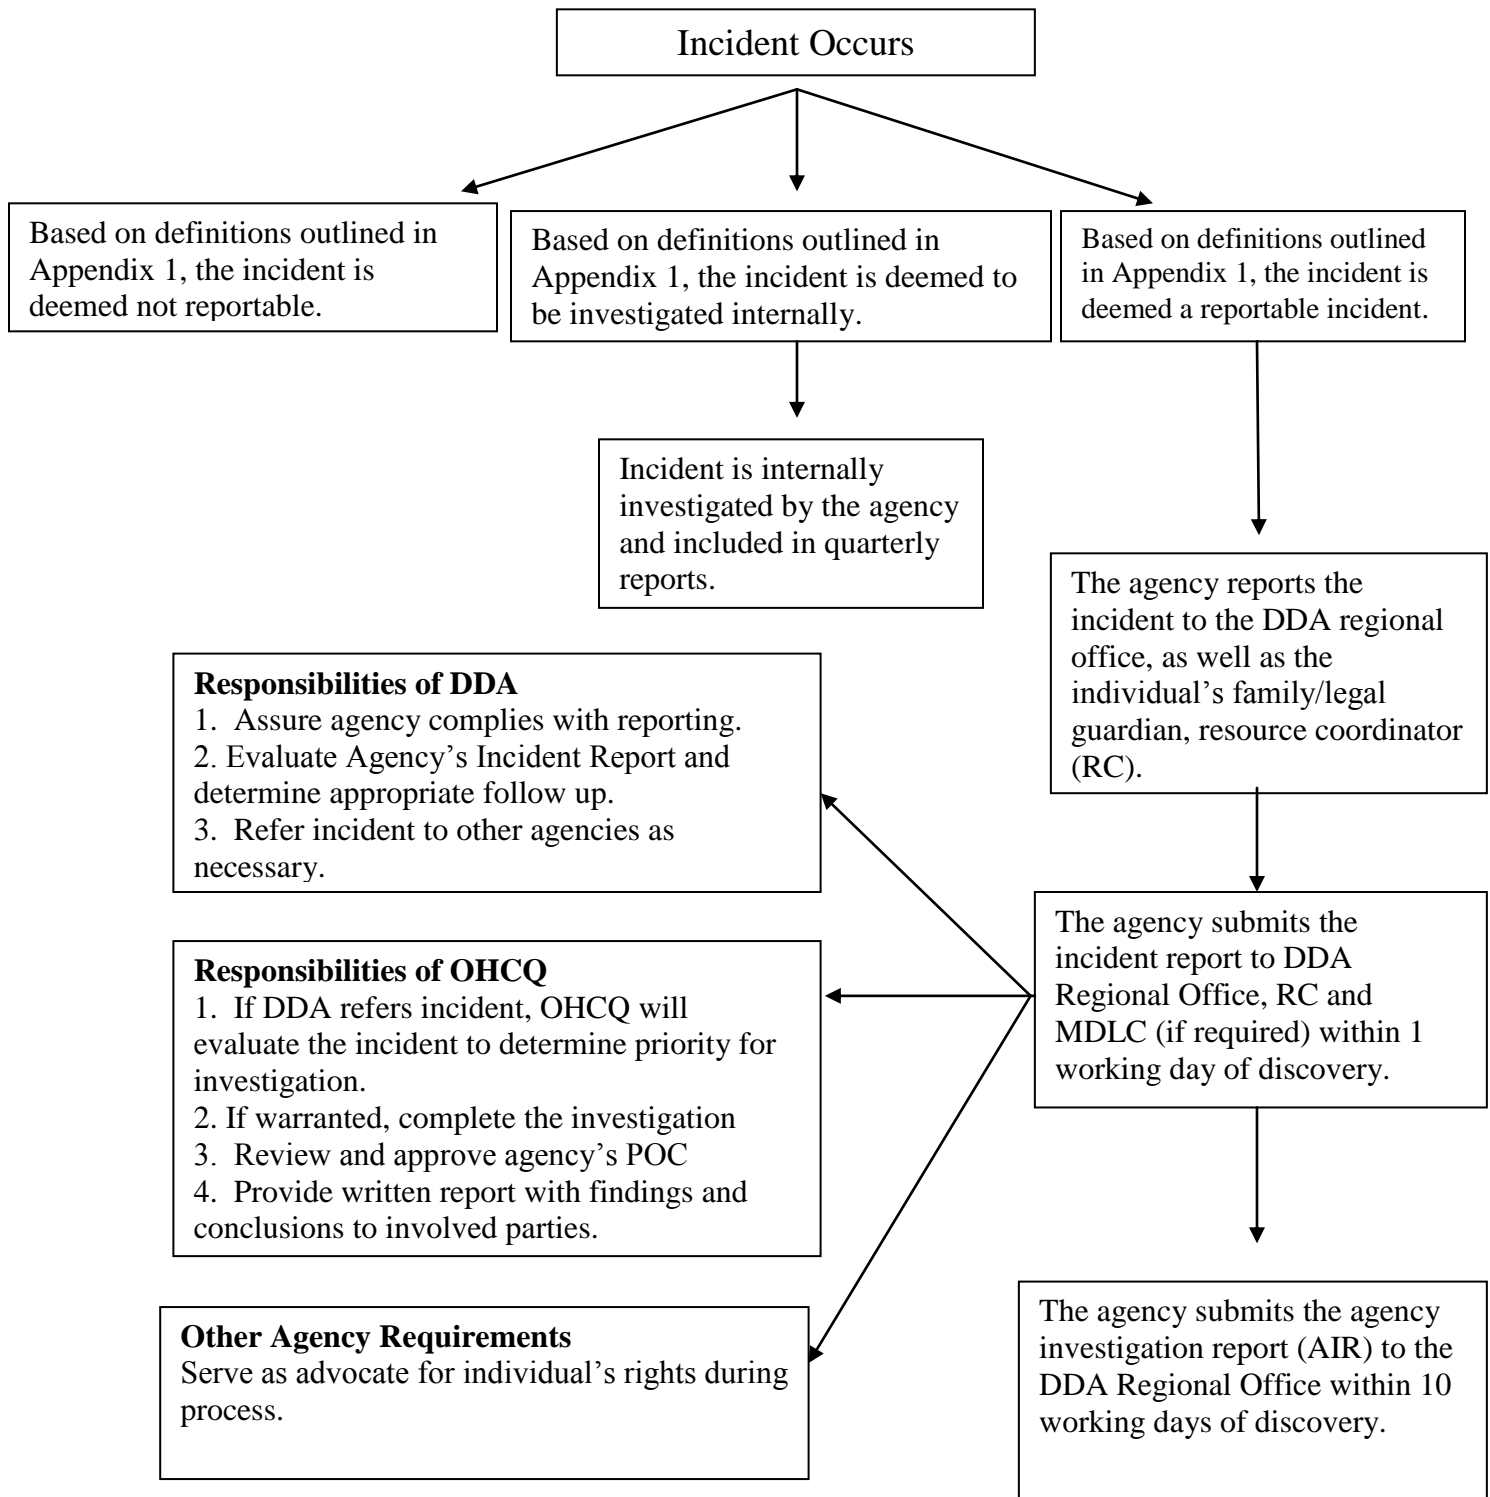 Incident Occurs
Based on definitions outlined in
Appendix 1, the incident is
deemed not reportable.
Based on definitions outlined in
Appendix 1, the incident is deemed to
be investigated internally.
Based on definitions outlined
in Appendix 1, the incident is
deemed a reportable incident.
Incident is internally
investigated by the agency
and included in quarterly
reports.
The agency reports the
incident to the DDA regional
office, as well as the
individual’s family/legal
guardian, resource coordinator
(RC).
Responsibilities of DDA
1.  Assure agency complies with reporting.
2. Evaluate Agency’s Incident Report and
determine appropriate follow up.
3.  Refer incident to other agencies as
necessary.
The agency submits the
incident report to DDA
Regional Office, RC and
MDLC (if required) within 1
working day of discovery.
Responsibilities of OHCQ
1.  If DDA refers incident, OHCQ will
evaluate the incident to determine priority for
investigation.
2. If warranted, complete the investigation
3.  Review and approve agency’s POC
4.  Provide written report with findings and
conclusions to involved parties.
Other Agency Requirements
Serve as advocate for individual’s rights during
process.
The agency submits the agency
investigation report (AIR) to the
DDA Regional Office within 10
working days of discovery.